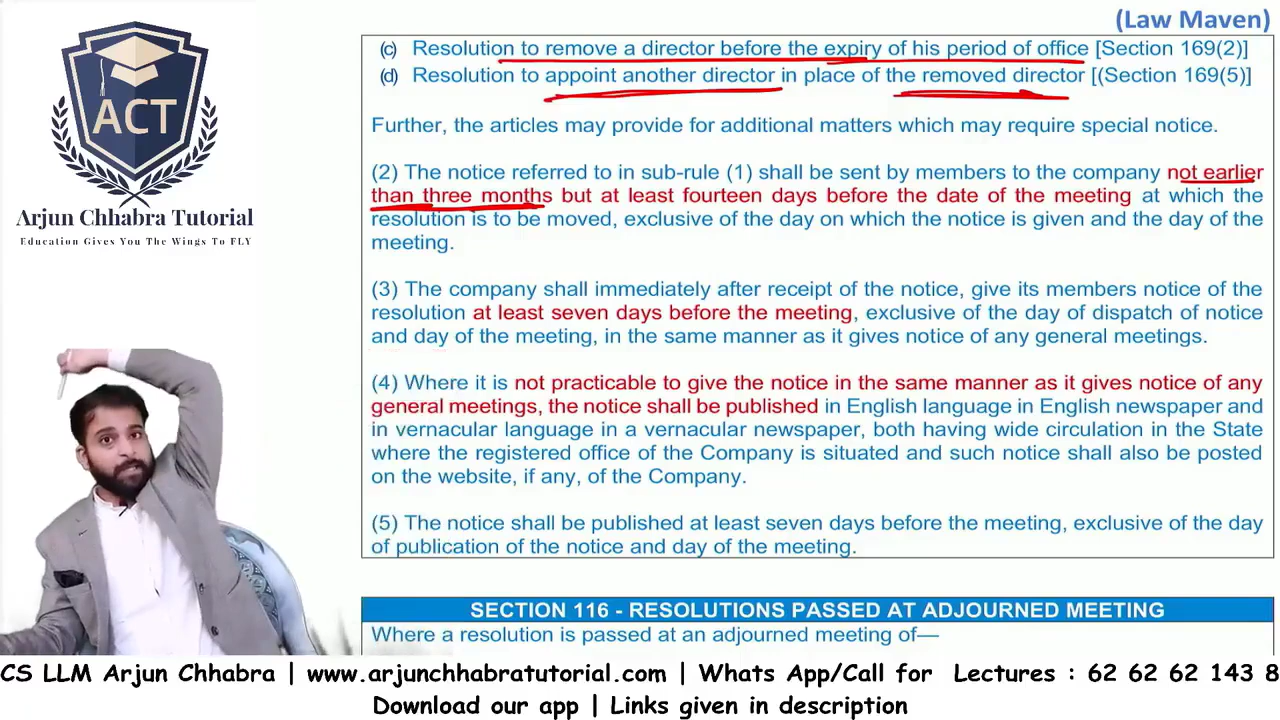 (Law Maven)
ACT
Arjun Chhabra Tutorial
Education Gives You The Wings To FLY
(c) Resolution to remove a director before the expiry of his period of office [Section 169(2)]
(d) Resolution to appoint another director in place of the removed director [(Section 169(5)]
Further, the articles may provide for additional matters which may require special notice.
(2) The notice referred to in sub-rule (1) shall be sent by members to the company not earlier
than three months but at least fourteen days before the date of the meeting at which the
resolution is to be moved, exclusive of the day on which the notice is given and the day of the
meeting.
(3) The company shall immediately after receipt of the notice, give its members notice of the
resolution at least seven days before the meeting, exclusive of the day of dispatch of notice
and day of the meeting, in the same manner as it gives notice of any general meetings.
(4) Where it is not practicable to give the notice in the same manner as it gives notice of any
general meetings, the notice shall be published in English language in English newspaper and
in vernacular language in a vernacular newspaper, both having wide circulation in the State
where the registered office of the Company is situated and such notice shall also be posted
on the website, if any, of the Company.
(5) The notice shall be published at least seven days before the meeting, exclusive of the day
of publication of the notice and day of the meeting.
SECTION 116 - RESOLUTIONS PASSED AT ADJOURNED MEETING
Where a resolution is passed at an adjourned meeting of—
CS LLM Arjun Chhabra | www.arjunchhabratutorial.com | Whats App/Call for Lectures : 62 62 62 143 8
Download our app | Links given in description